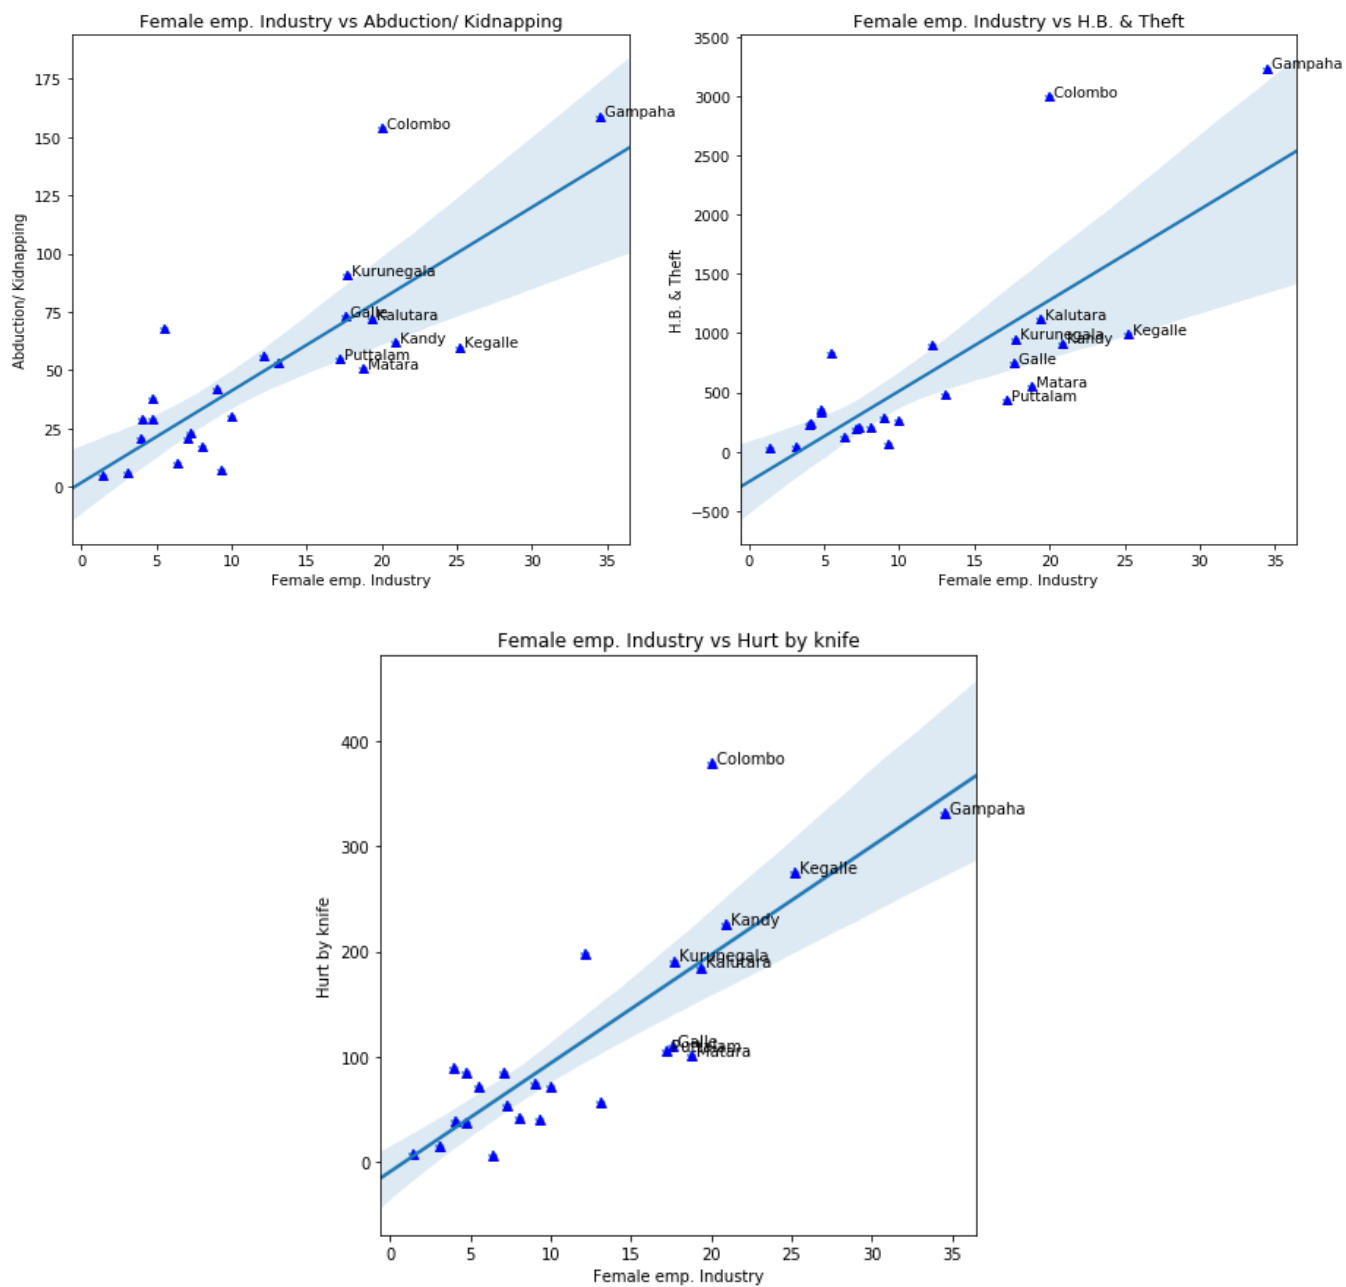 Female emp. Industry vs Abduction/ Kidnapping
175
150
125
100
75
50
25
0
Abduction/ Kidnapping
Colombo
Gampaha
Kurunegala
Galle
Kalutara
Kandy
Kegalle
Puttalam
Matara
0 5 10 15 20 25 30 35
Female emp. Industry
Female emp. Industry vs H.B. & Theft
3500
3000
2500
2000
1500
1000
500
0
−500
H.B. & Theft
Gampaha
Colombo
Kalutara
Kurunegala
Kandy
Kegalle
Galle
Matara
Puttalam
0 5 10 15 20 25 30 35
Female emp. Industry
Female emp. Industry vs Hurt by knife
400
300
200
100
0
Hurt by knife
Colombo
Gampaha
Kegalle
Kandy
Kurunegala
Kalutara
Galle
Puttalam
Matara
0 5 10 15 20 25 30 35
Female emp. Industry